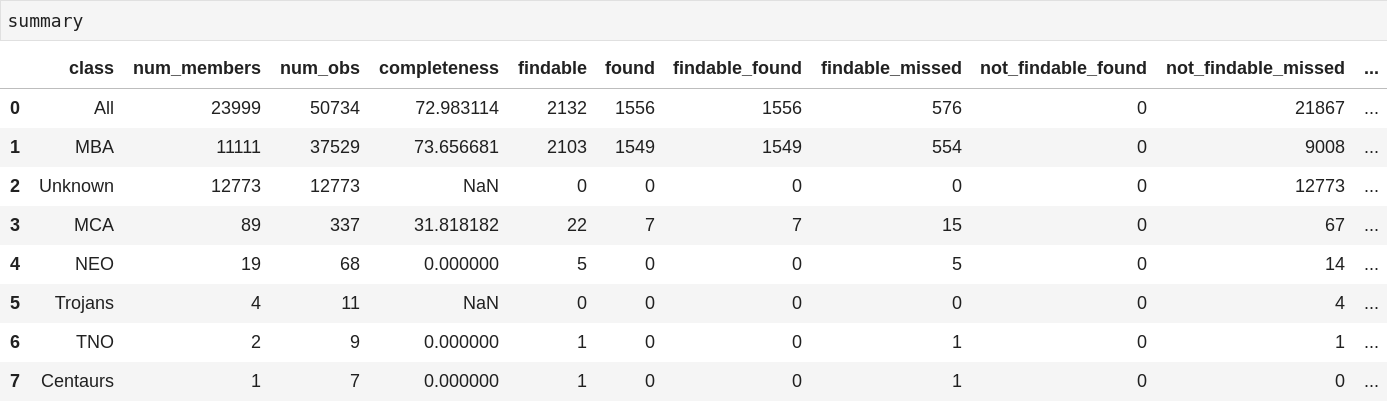 summary
class num_members num_obs completeness findable found findable_found findable_missed not_findable_found not_findable_missed ...
0 All 23999 50734 72.983114 2132 1556 1556 576 0 21867 ...
1 MBA 11111 37529 73.656681 2103 1549 1549 554 0 9008 ...
2 Unknown 12773 12773 NaN 0 0 0 0 0 12773 ...
3 MCA 89 337 31.818182 22 7 7 15 0 67 ...
4 NEO 19 68 0.000000 5 0 0 5 0 14 ...
5 Trojans 4 11 NaN 0 0 0 0 0 4 ...
6 TNO 2 9 0.000000 1 0 0 1 0 1 ...
7 Centaurs 1 7 0.000000 1 0 0 1 0 0 ...